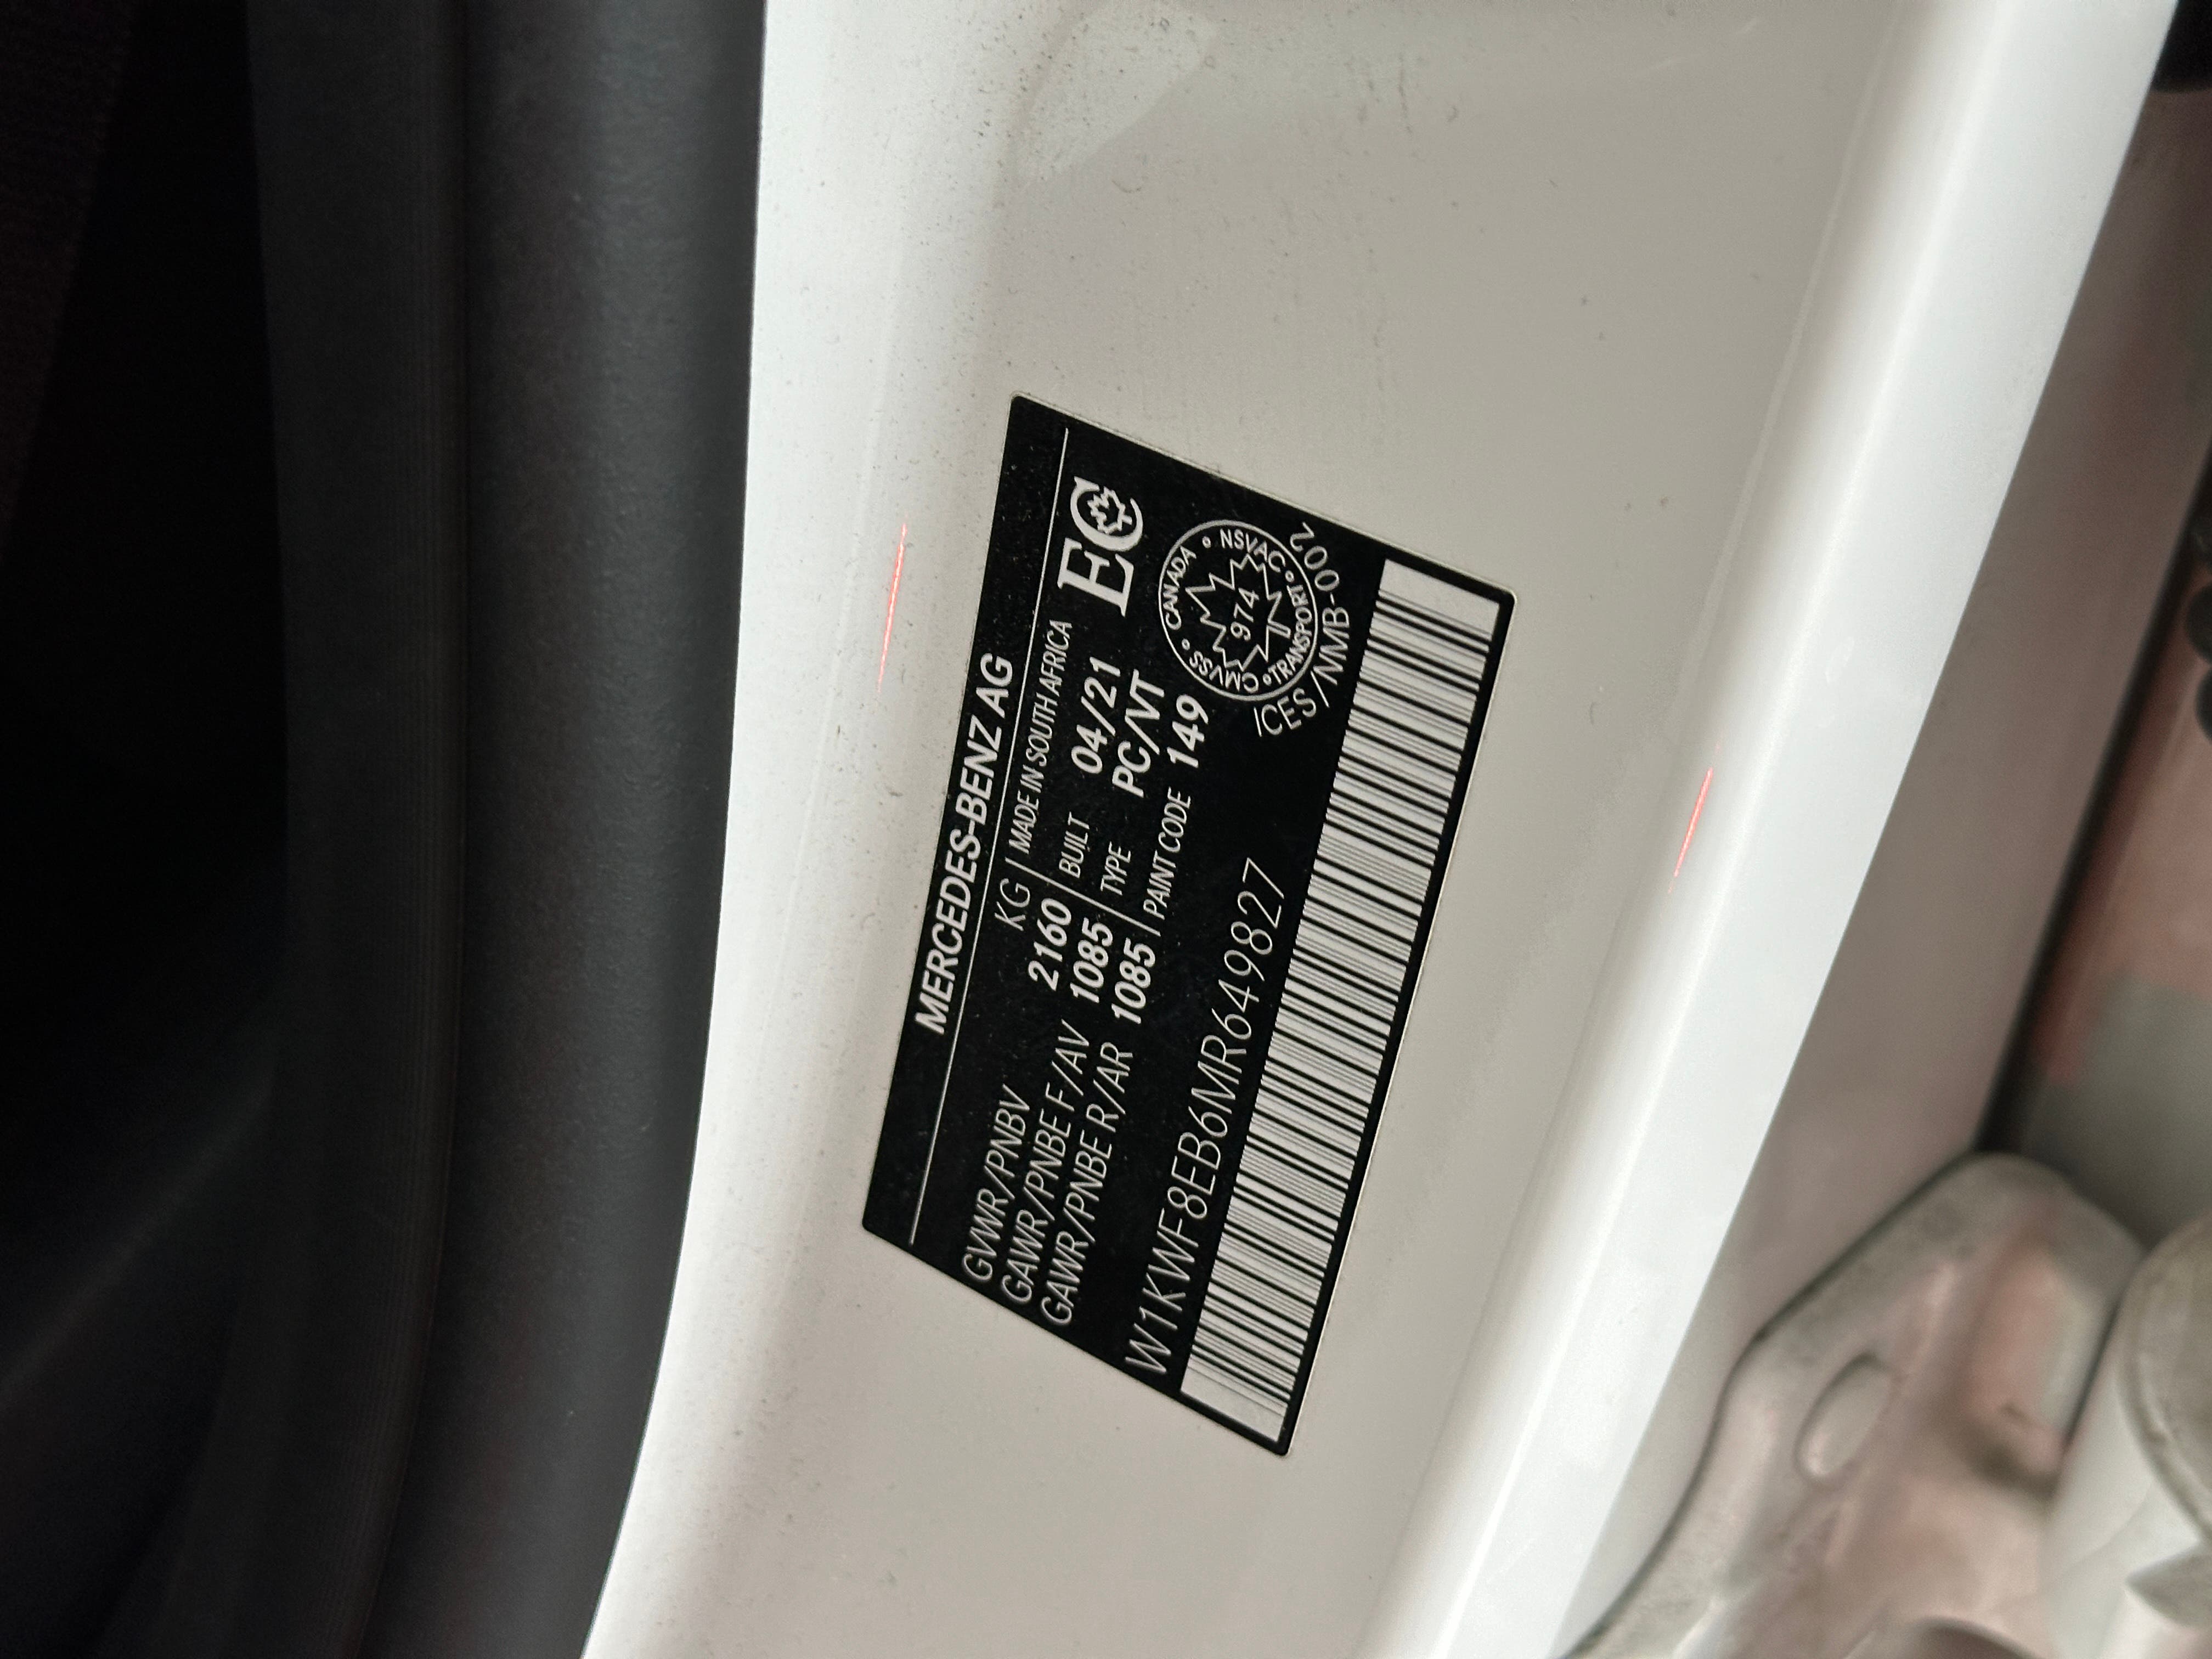 MERCEDES-BENZ AG
KG | MADE IN SOUTH AFRICA
GVWR/PNBV 2160 BUILT 04/21
GAWR/PNBE F/AV 1085 TYPE PC/VT
GAWR/PNBE R/AR 1085 PAINT CODE 149
EC
CANADA • NSVAC • TRANSPORT • CMVSS •
974
ICES/NMB-0002
W1KWF8EB6MR649827